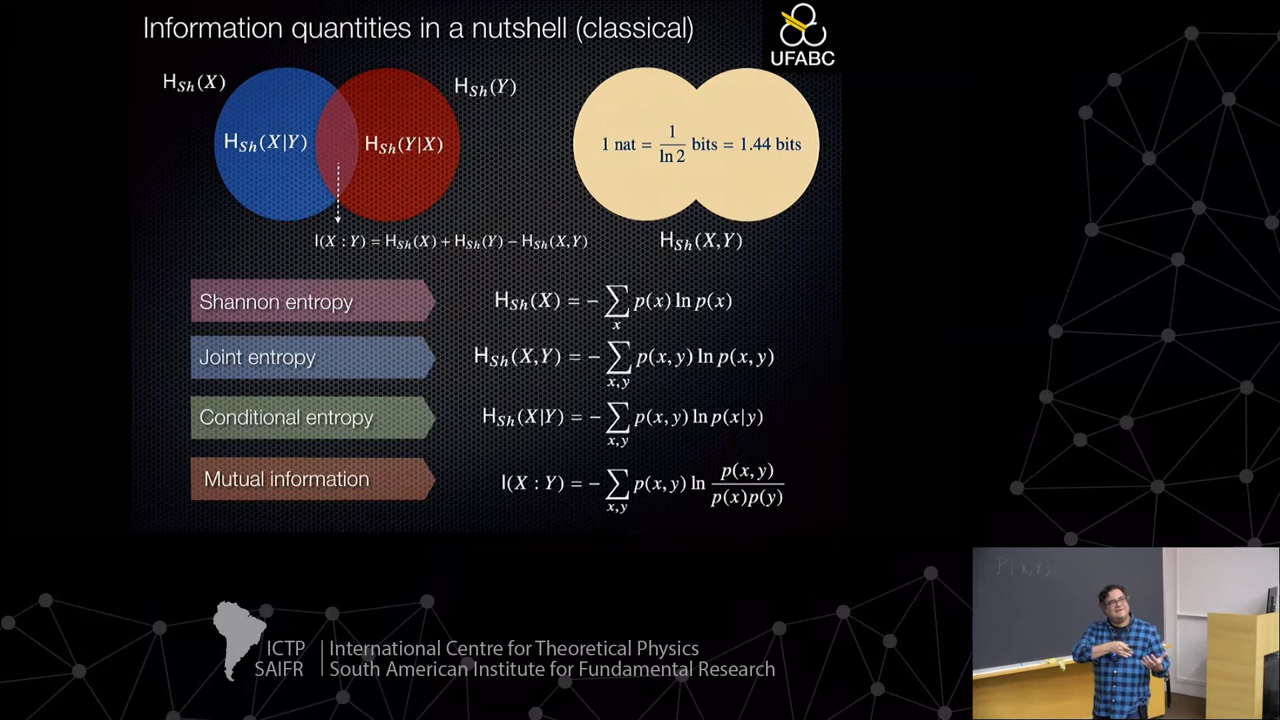 Information quantities in a nutshell (classical)
UFABC
H_Sh(X)
H_Sh(Y)
H_Sh(X|Y)
H_Sh(Y|X)
1 nat = 1/ln 2 bits = 1.44 bits
I(X : Y) = H_Sh(X) + H_Sh(Y) − H_Sh(X,Y)
H_Sh(X,Y)
Shannon entropy
H_Sh(X) = − ∑_x p(x) ln p(x)
Joint entropy
H_Sh(X,Y) = − ∑_{x,y} p(x, y) ln p(x, y)
Conditional entropy
H_Sh(X|Y) = − ∑_{x,y} p(x, y) ln p(x|y)
Mutual information
I(X : Y) = − ∑_{x,y} p(x, y) ln p(x, y)/p(x)p(y)
P(X,Y)
ICTP
SAIFR
International Centre for Theoretical Physics
South American Institute for Fundamental Research